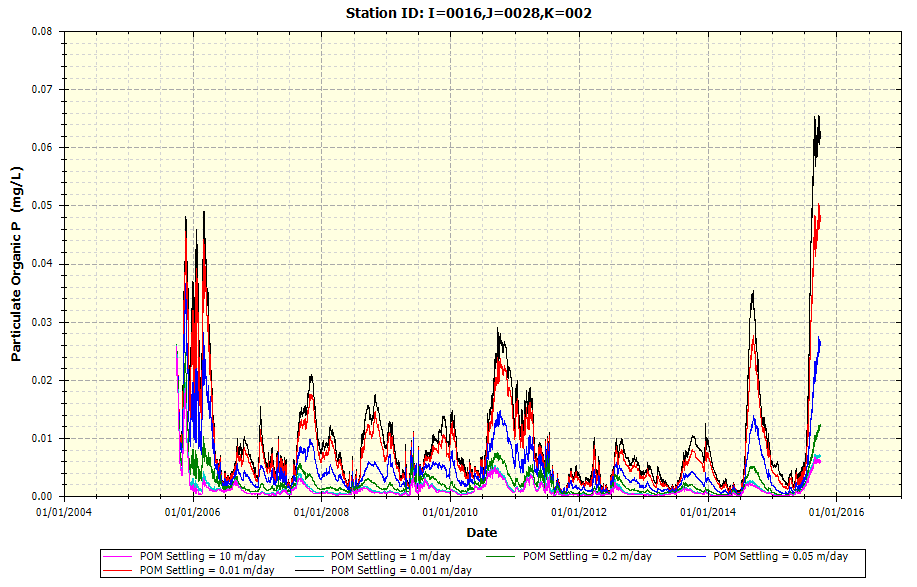 Station ID: I=0016,J=0028,K=002
0.08
0.07
0.06
0.05
0.04
0.03
0.02
0.01
0.00
Particulate Organic P (mg/L)
01/01/2004 01/01/2006 01/01/2008 01/01/2010 01/01/2012 01/01/2014 01/01/2016
Date
POM Settling = 10 m/day POM Settling = 1 m/day POM Settling = 0.2 m/day POM Settling = 0.05 m/day
POM Settling = 0.01 m/day POM Settling = 0.001 m/day